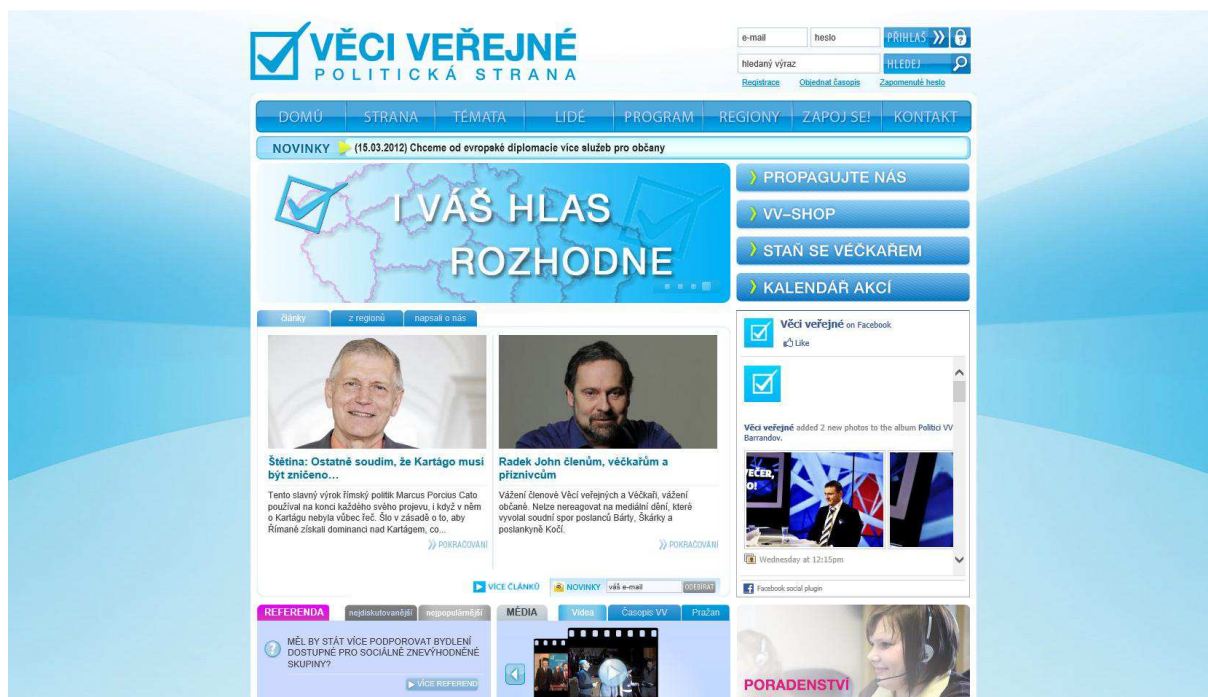 VĚCI VEŘEJNÉ
POLITICKÁ STRANA
e-mail
heslo
PŘIHLAŠ
hledaný výraz
HLEDEJ
Registrace
Objednat časopis
Zapomenuté heslo
DOMŮ
STRANA
TÉMATA
LIDÉ
PROGRAM
REGIONY
ZAPOJ SE!
KONTAKT
NOVINKY
(15.03.2012) Chceme od evropské diplomacie více služeb pro občany
I VÁŠ HLAS
ROZHODNE
PROPAGUJTE NÁS
VV-SHOP
STAŇ SE VÉČKAŘEM
KALENDÁŘ AKCÍ
články
z regionů
napsali o nás
Štětina: Ostatně soudím, že Kartágo musí
být zničeno…
Tento slavný výrok římský politik Marcus Porcius Cato
používal na konci každého svého projevu, i když v něm
o Kartágu nebyla vůbec řeč. Šlo v zásadě o to, aby
Římané získali dominanci nad Kartágem, co...
POKRAČOVÁNÍ
Radek John členům, véčkařům a
příznivcům
Vážení členové Věcí veřejných a Véčkaři, vážení
občané. Nelze nereagovat na mediální dění, které
vyvolal soudní spor poslanců Bárty, Škárky a
poslankyně Kočí.
POKRAČOVÁNÍ
VÍCE ČLÁNKŮ
NOVINKY
váš e-mail
ODEBÍRAT
Věci veřejné on Facebook
Like
Věci veřejné added 2 new photos to the album Politici VV
Barrandov.
VEČER,
O!
Wednesday at 12:15pm
Facebook social plugin
REFERENDA
nejdiskutovanější
nejpopulárnější
MĚL BY STÁT VÍCE PODPOROVAT BYDLENÍ
DOSTUPNÉ PRO SOCIÁLNĚ ZNEVÝHODNĚNÉ
SKUPINY?
VÍCE REFEREND
MÉDIA
Videa
Časopis VV
Pražan
PORADENSTVÍ